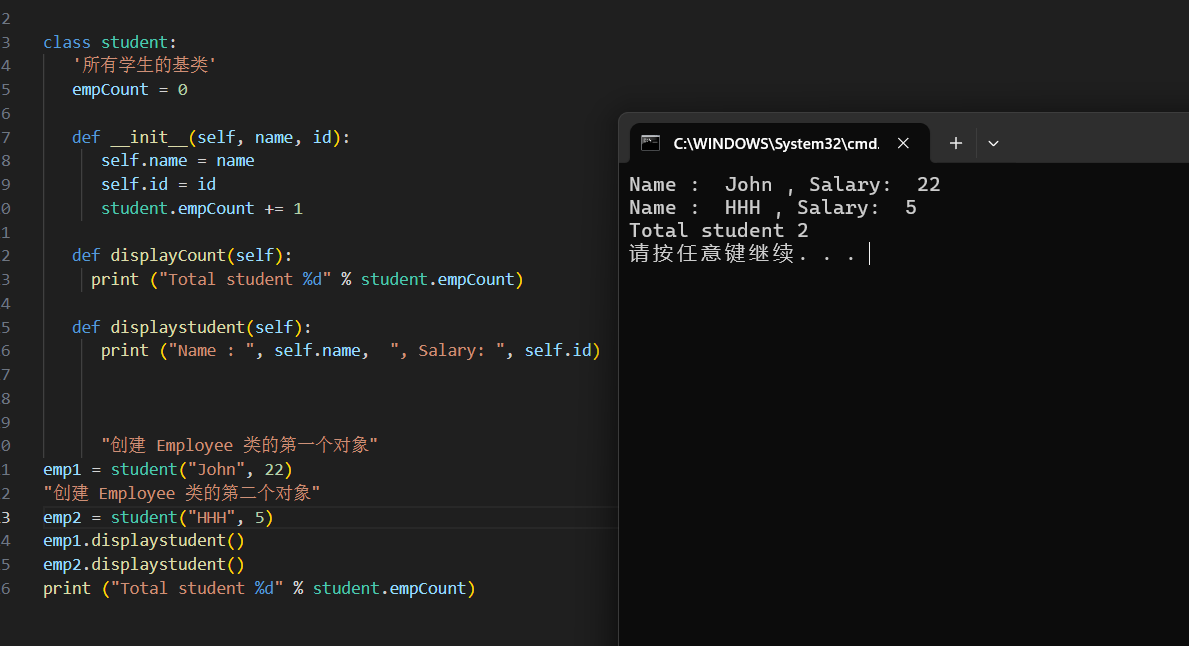 2
3 class student:
4 '所有学生的基类'
5 empCount = 0
6
7 def __init__(self, name, id):
8 self.name = name
9 self.id = id
0 student.empCount += 1
1
2 def displayCount(self):
3 print ("Total student %d" % student.empCount)
4
5 def displaystudent(self):
6 print ("Name : ", self.name,  ", Salary: ", self.id)
7
8
9
0 "创建 Employee 类的第一个对象"
1 emp1 = student("John", 22)
2 "创建 Employee 类的第二个对象"
3 emp2 = student("HHH", 5)
4 emp1.displaystudent()
5 emp2.displaystudent()
6 print ("Total student %d" % student.empCount)
C:\WINDOWS\System32\cmd.
Name :  John , Salary:  22
Name :  HHH , Salary:  5
Total student 2
请按任意键继续. . .